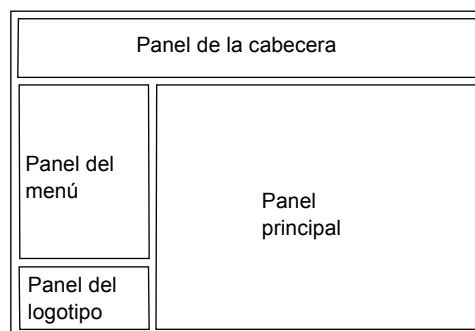 Panel de la cabecera
Panel del
menú
Panel
principal
Panel del
logotipo